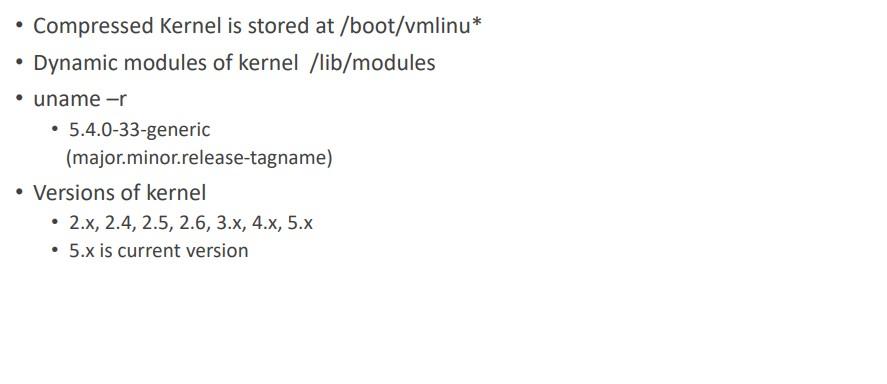 • Compressed Kernel is stored at /boot/vmlinu*
• Dynamic modules of kernel  /lib/modules
• uname –r
• 5.4.0-33-generic
(major.minor.release-tagname)
• Versions of kernel
• 2.x, 2.4, 2.5, 2.6, 3.x, 4.x, 5.x
• 5.x is current version